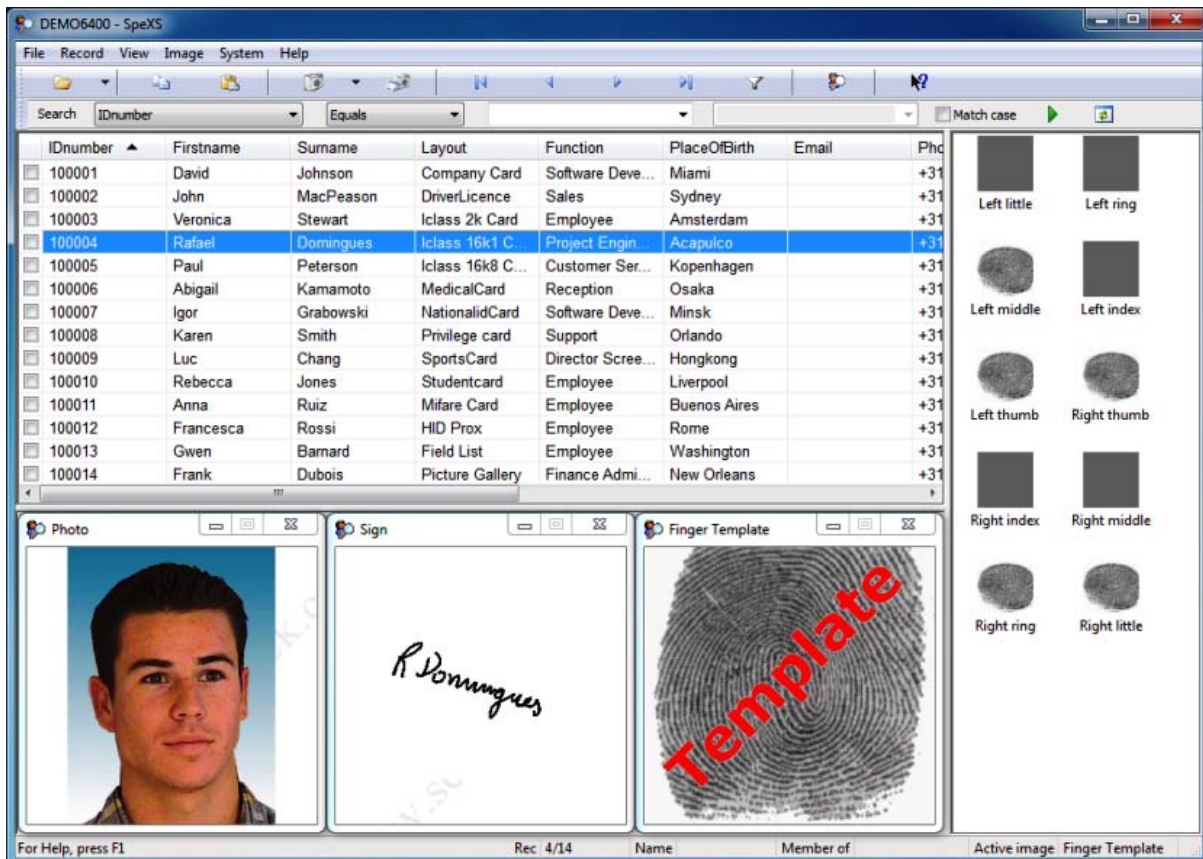 DEMO6400 - SpeXS
File Record View Image System Help
Search IDnumber Equals Match case
IDnumber Firstname Surname Layout Function PlaceOfBirth Email Pho
100001 David Johnson Company Card Software Deve... Miami +31
100002 John MacPeason DriverLicence Sales Sydney +31
100003 Veronica Stewart Iclass 2k Card Employee Amsterdam +31
100004 Rafael Domingues Iclass 16k1 C... Project Engin... Acapulco +31
100005 Paul Peterson Iclass 16k8 C... Customer Ser... Kopenhagen +31
100006 Abigail Kamamoto MedicalCard Reception Osaka +31
100007 Igor Grabowski NationalidCard Software Deve... Minsk +31
100008 Karen Smith Privilege card Support Orlando +31
100009 Luc Chang SportsCard Director Scree... Hongkong +31
100010 Rebecca Jones Studentcard Employee Liverpool +31
100011 Anna Ruiz Mifare Card Employee Buenos Aires +31
100012 Francesca Rossi HID Prox Employee Rome +31
100013 Gwen Barnard Field List Employee Washington +31
100014 Frank Dubois Picture Gallery Finance Admi... New Orleans +31
Left little Left ring
Left middle Left index
Left thumb Right thumb
Right index Right middle
Right ring Right little
Photo
Sign
R Domingues
Finger Template
Template
For Help, press F1 Rec 4/14 Name Member of Active image Finger Template